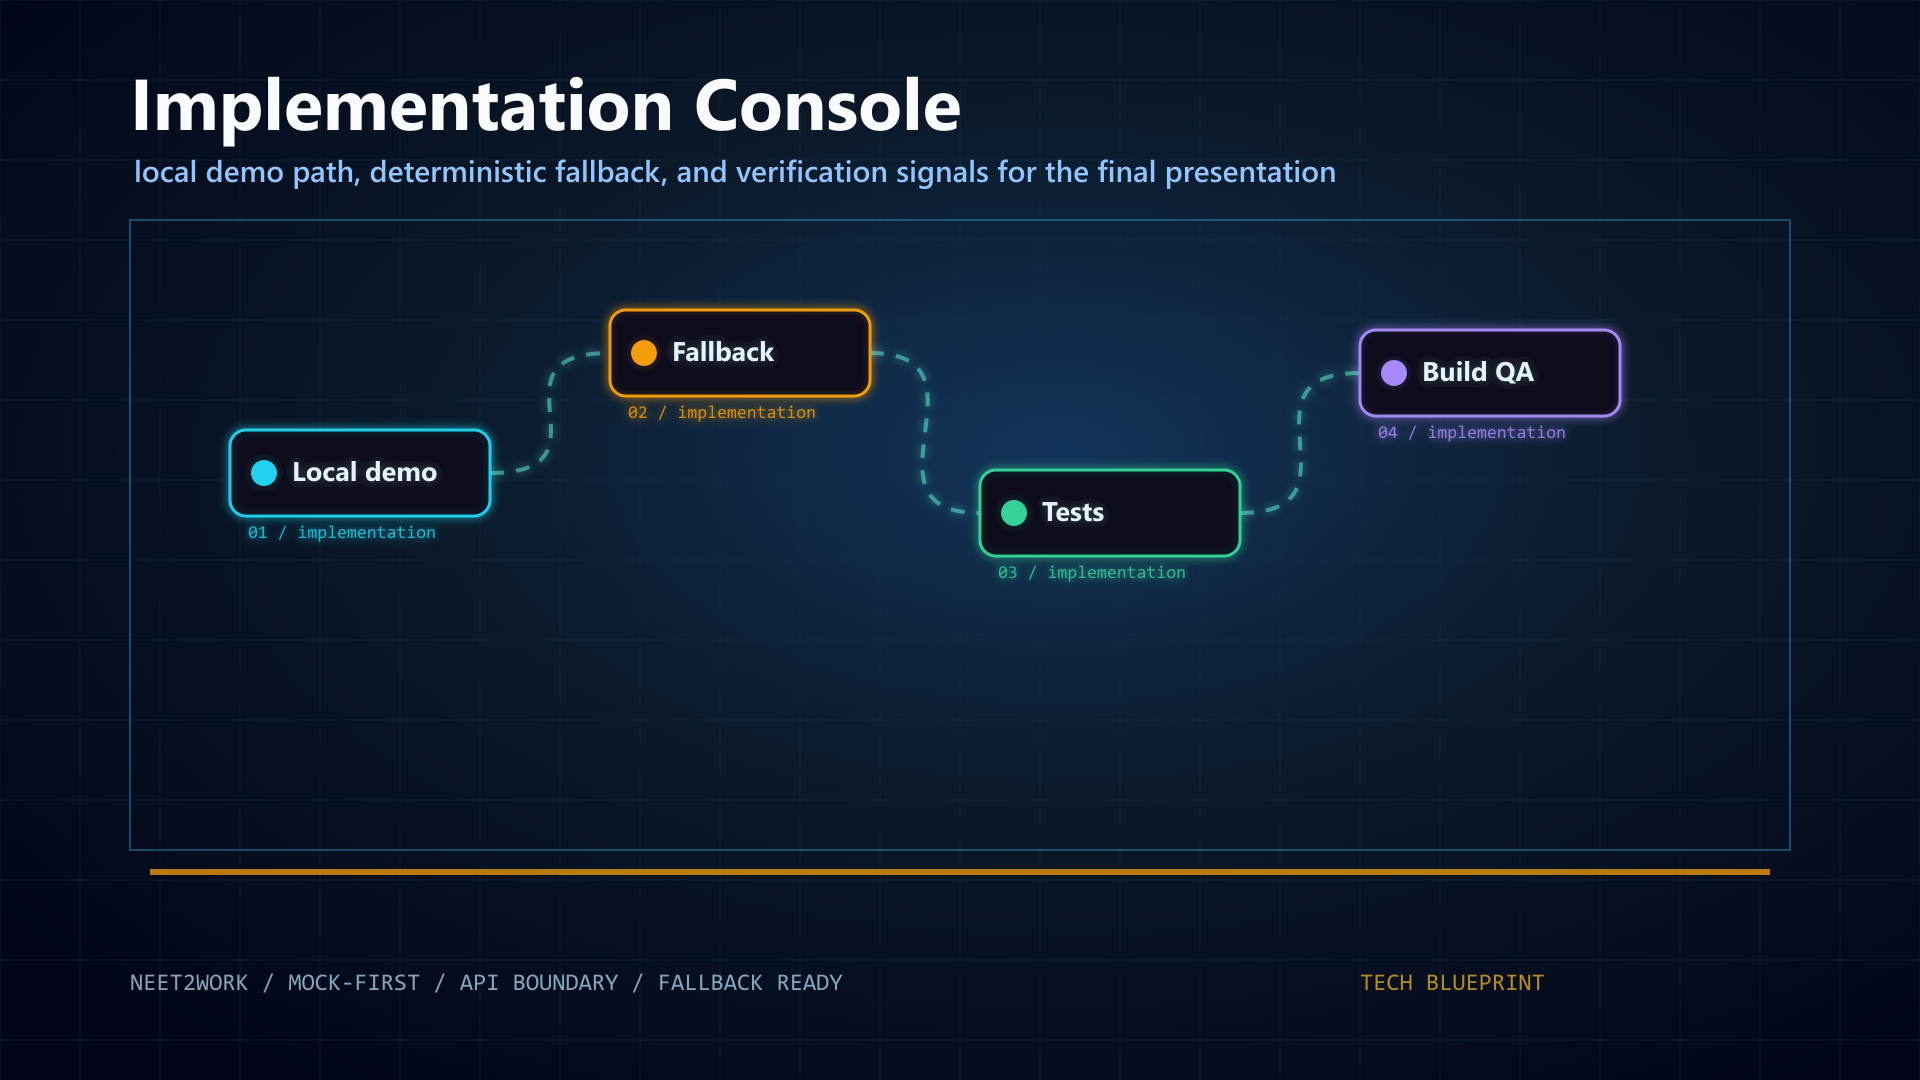 Implementation Console
local demo path, deterministic fallback, and verification signals for the final presentation
Local demo
01 / implementation
Fallback
02 / implementation
Tests
03 / implementation
Build QA
04 / implementation
NEET2WORK / MOCK-FIRST / API BOUNDARY / FALLBACK READY
TECH BLUEPRINT